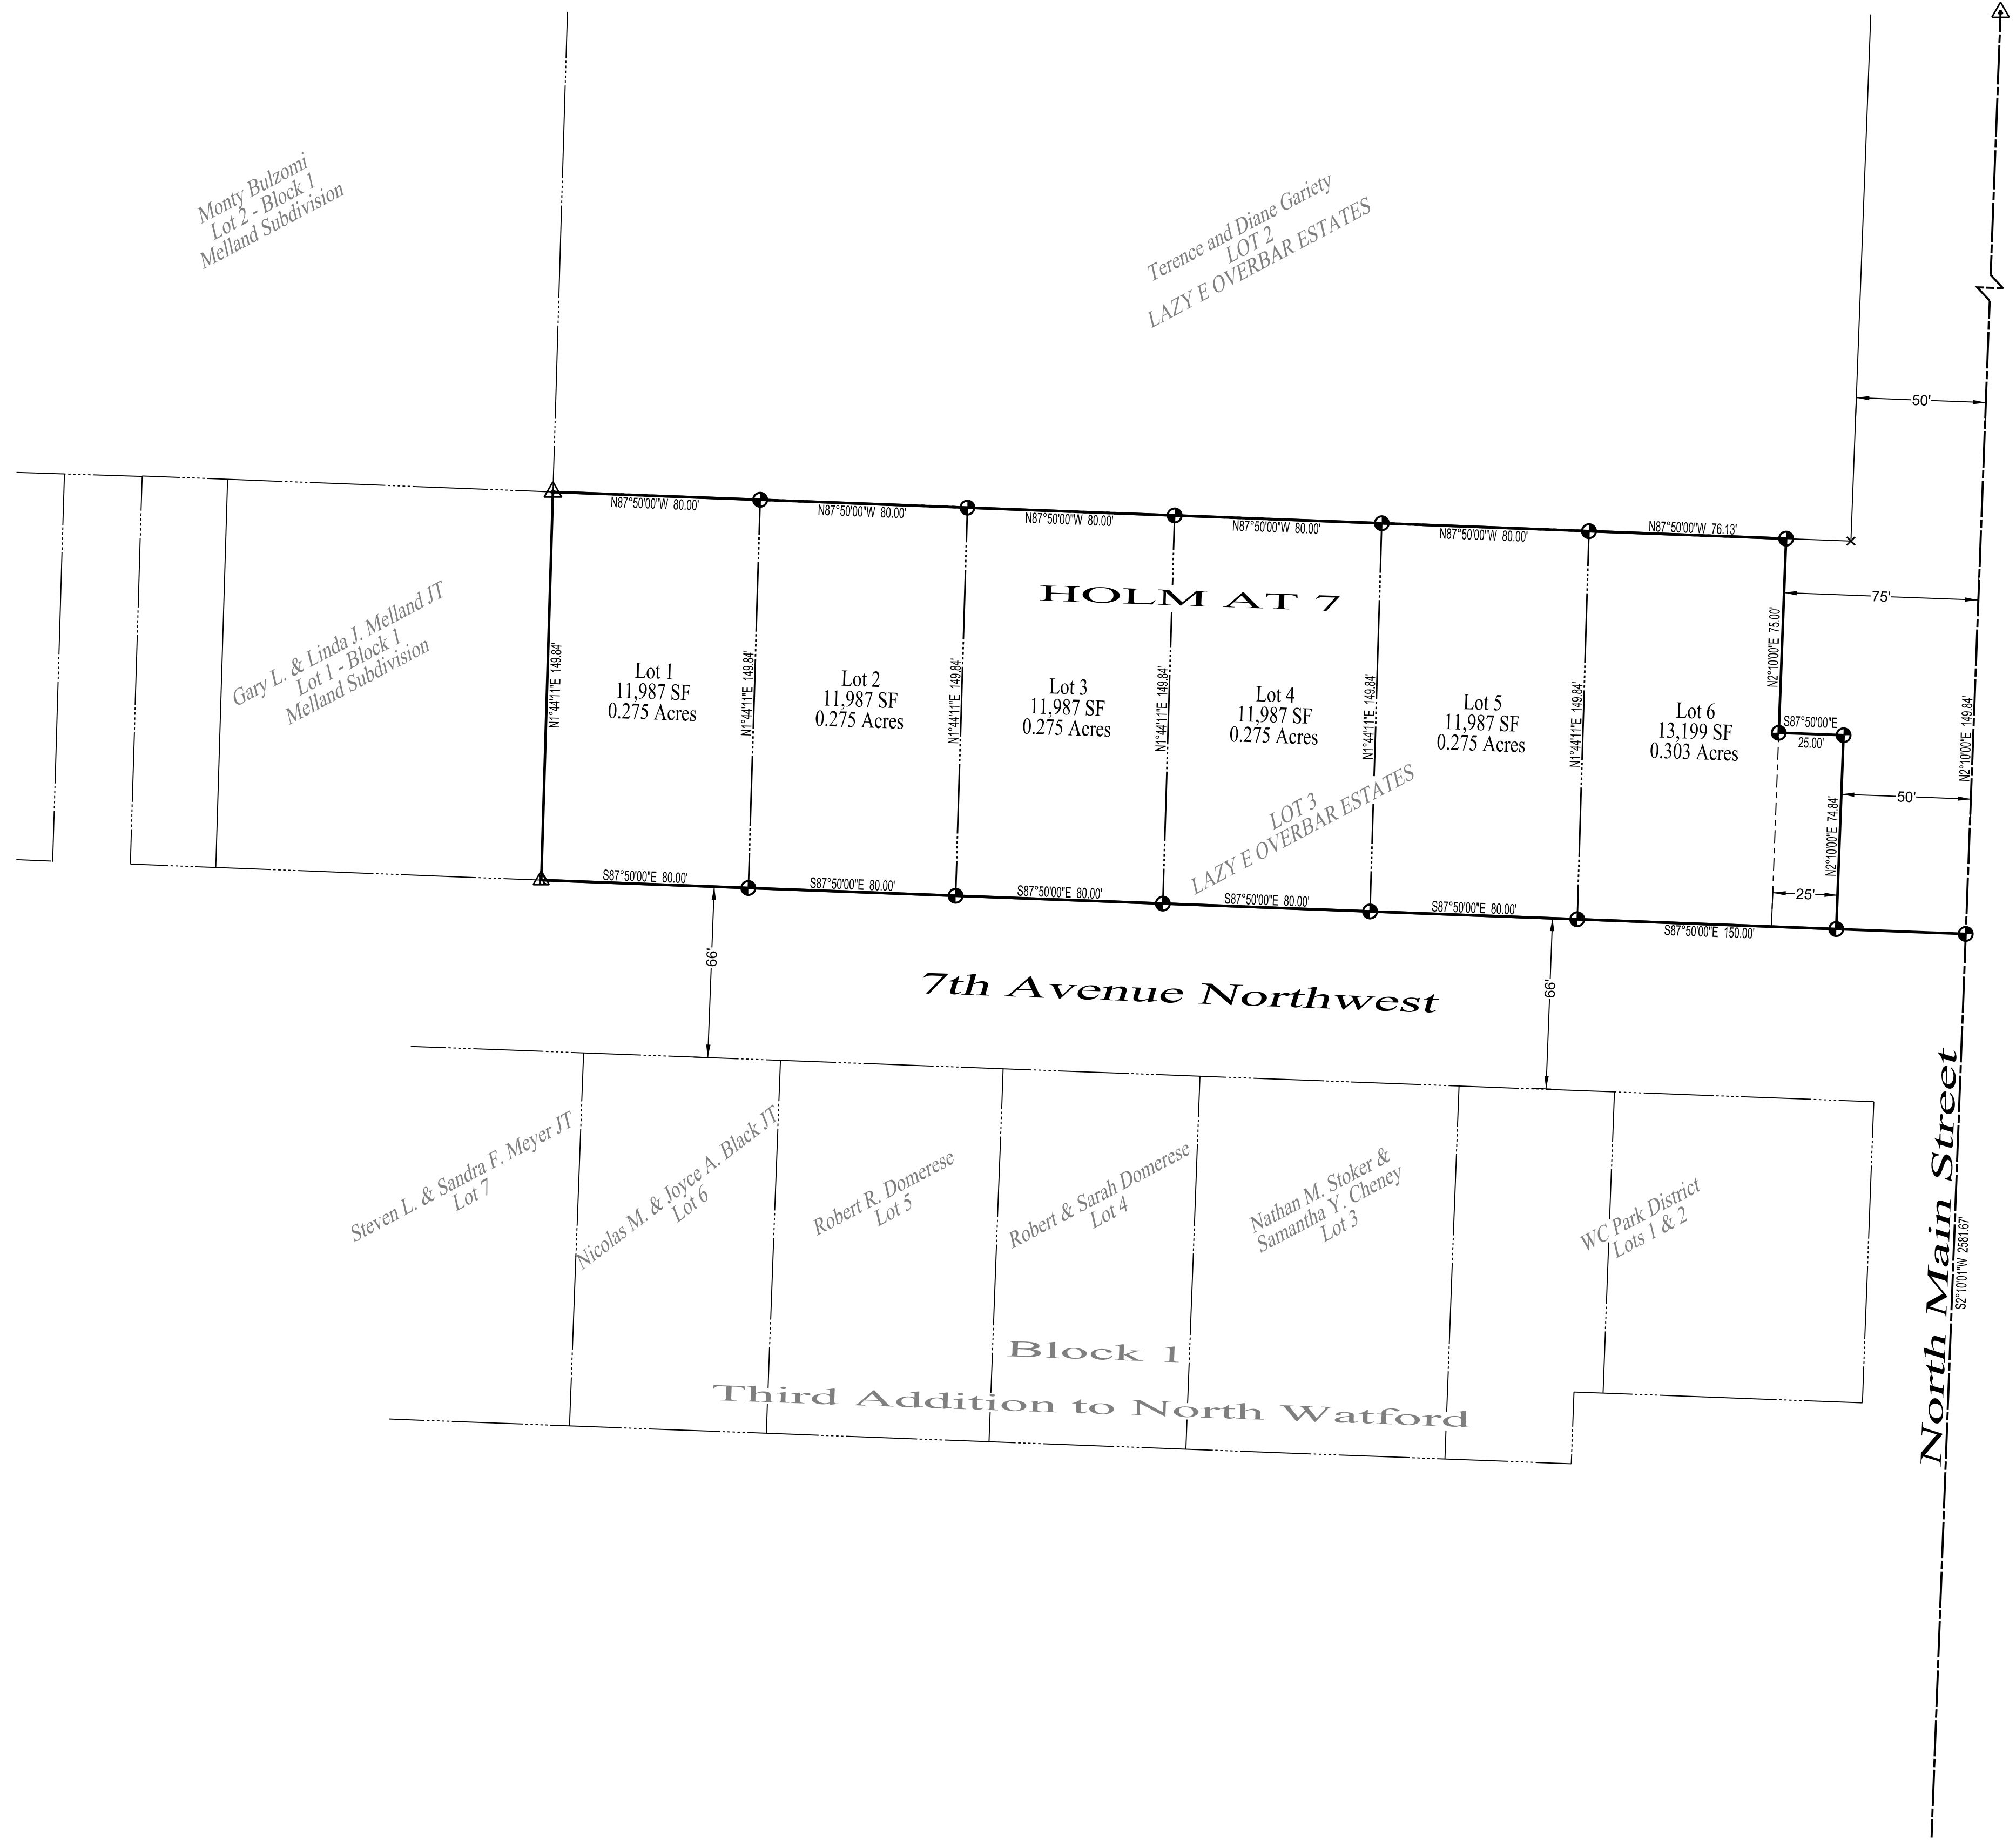 Monty Bulzomi
Lot 2 - Block 1
Melland Subdivision
Terence and Diane Gariety
LOT 2
LAZY E OVERBAR ESTATES
50'
N87°50'00"W 80.00'
N87°50'00"W 80.00'
N87°50'00"W 80.00'
N87°50'00"W 80.00'
N87°50'00"W 80.00'
N87°50'00"W 76.13'
HOLM AT 7
75'
Gary L. & Linda J. Melland JT
Lot 1 - Block 1
Melland Subdivision
N1°44'11"E 149.84'
Lot 1
11,987 SF
0.275 Acres
N1°44'11"E 149.84'
Lot 2
11,987 SF
0.275 Acres
N1°44'11"E 149.84'
Lot 3
11,987 SF
0.275 Acres
N1°44'11"E 149.84'
Lot 4
11,987 SF
0.275 Acres
N1°44'11"E 149.84'
Lot 5
11,987 SF
0.275 Acres
N1°44'11"E 149.84'
Lot 6
13,199 SF
0.303 Acres
N2°10'00"E 75.00'
S87°50'00"E
25.00'
N2°10'00"E 149.84'
50'
N2°10'00"E 74.84'
25'
LOT 3
LAZY E OVERBAR ESTATES
S87°50'00"E 80.00'
S87°50'00"E 80.00'
S87°50'00"E 80.00'
S87°50'00"E 80.00'
S87°50'00"E 80.00'
S87°50'00"E 150.00'
66'
7th Avenue Northwest
66'
Steven L. & Sandra F. Meyer JT
Lot 7
Nicolas M. & Joyce A. Black JT
Lot 6
Robert R. Domerese
Lot 5
Robert & Sarah Domerese
Lot 4
Nathan M. Stoker &
Samantha Y. Cheney
Lot 3
WC Park District
Lots 1 & 2
North Main Street
S2°10'01"W 2581.67'
Block 1
Third Addition to North Watford